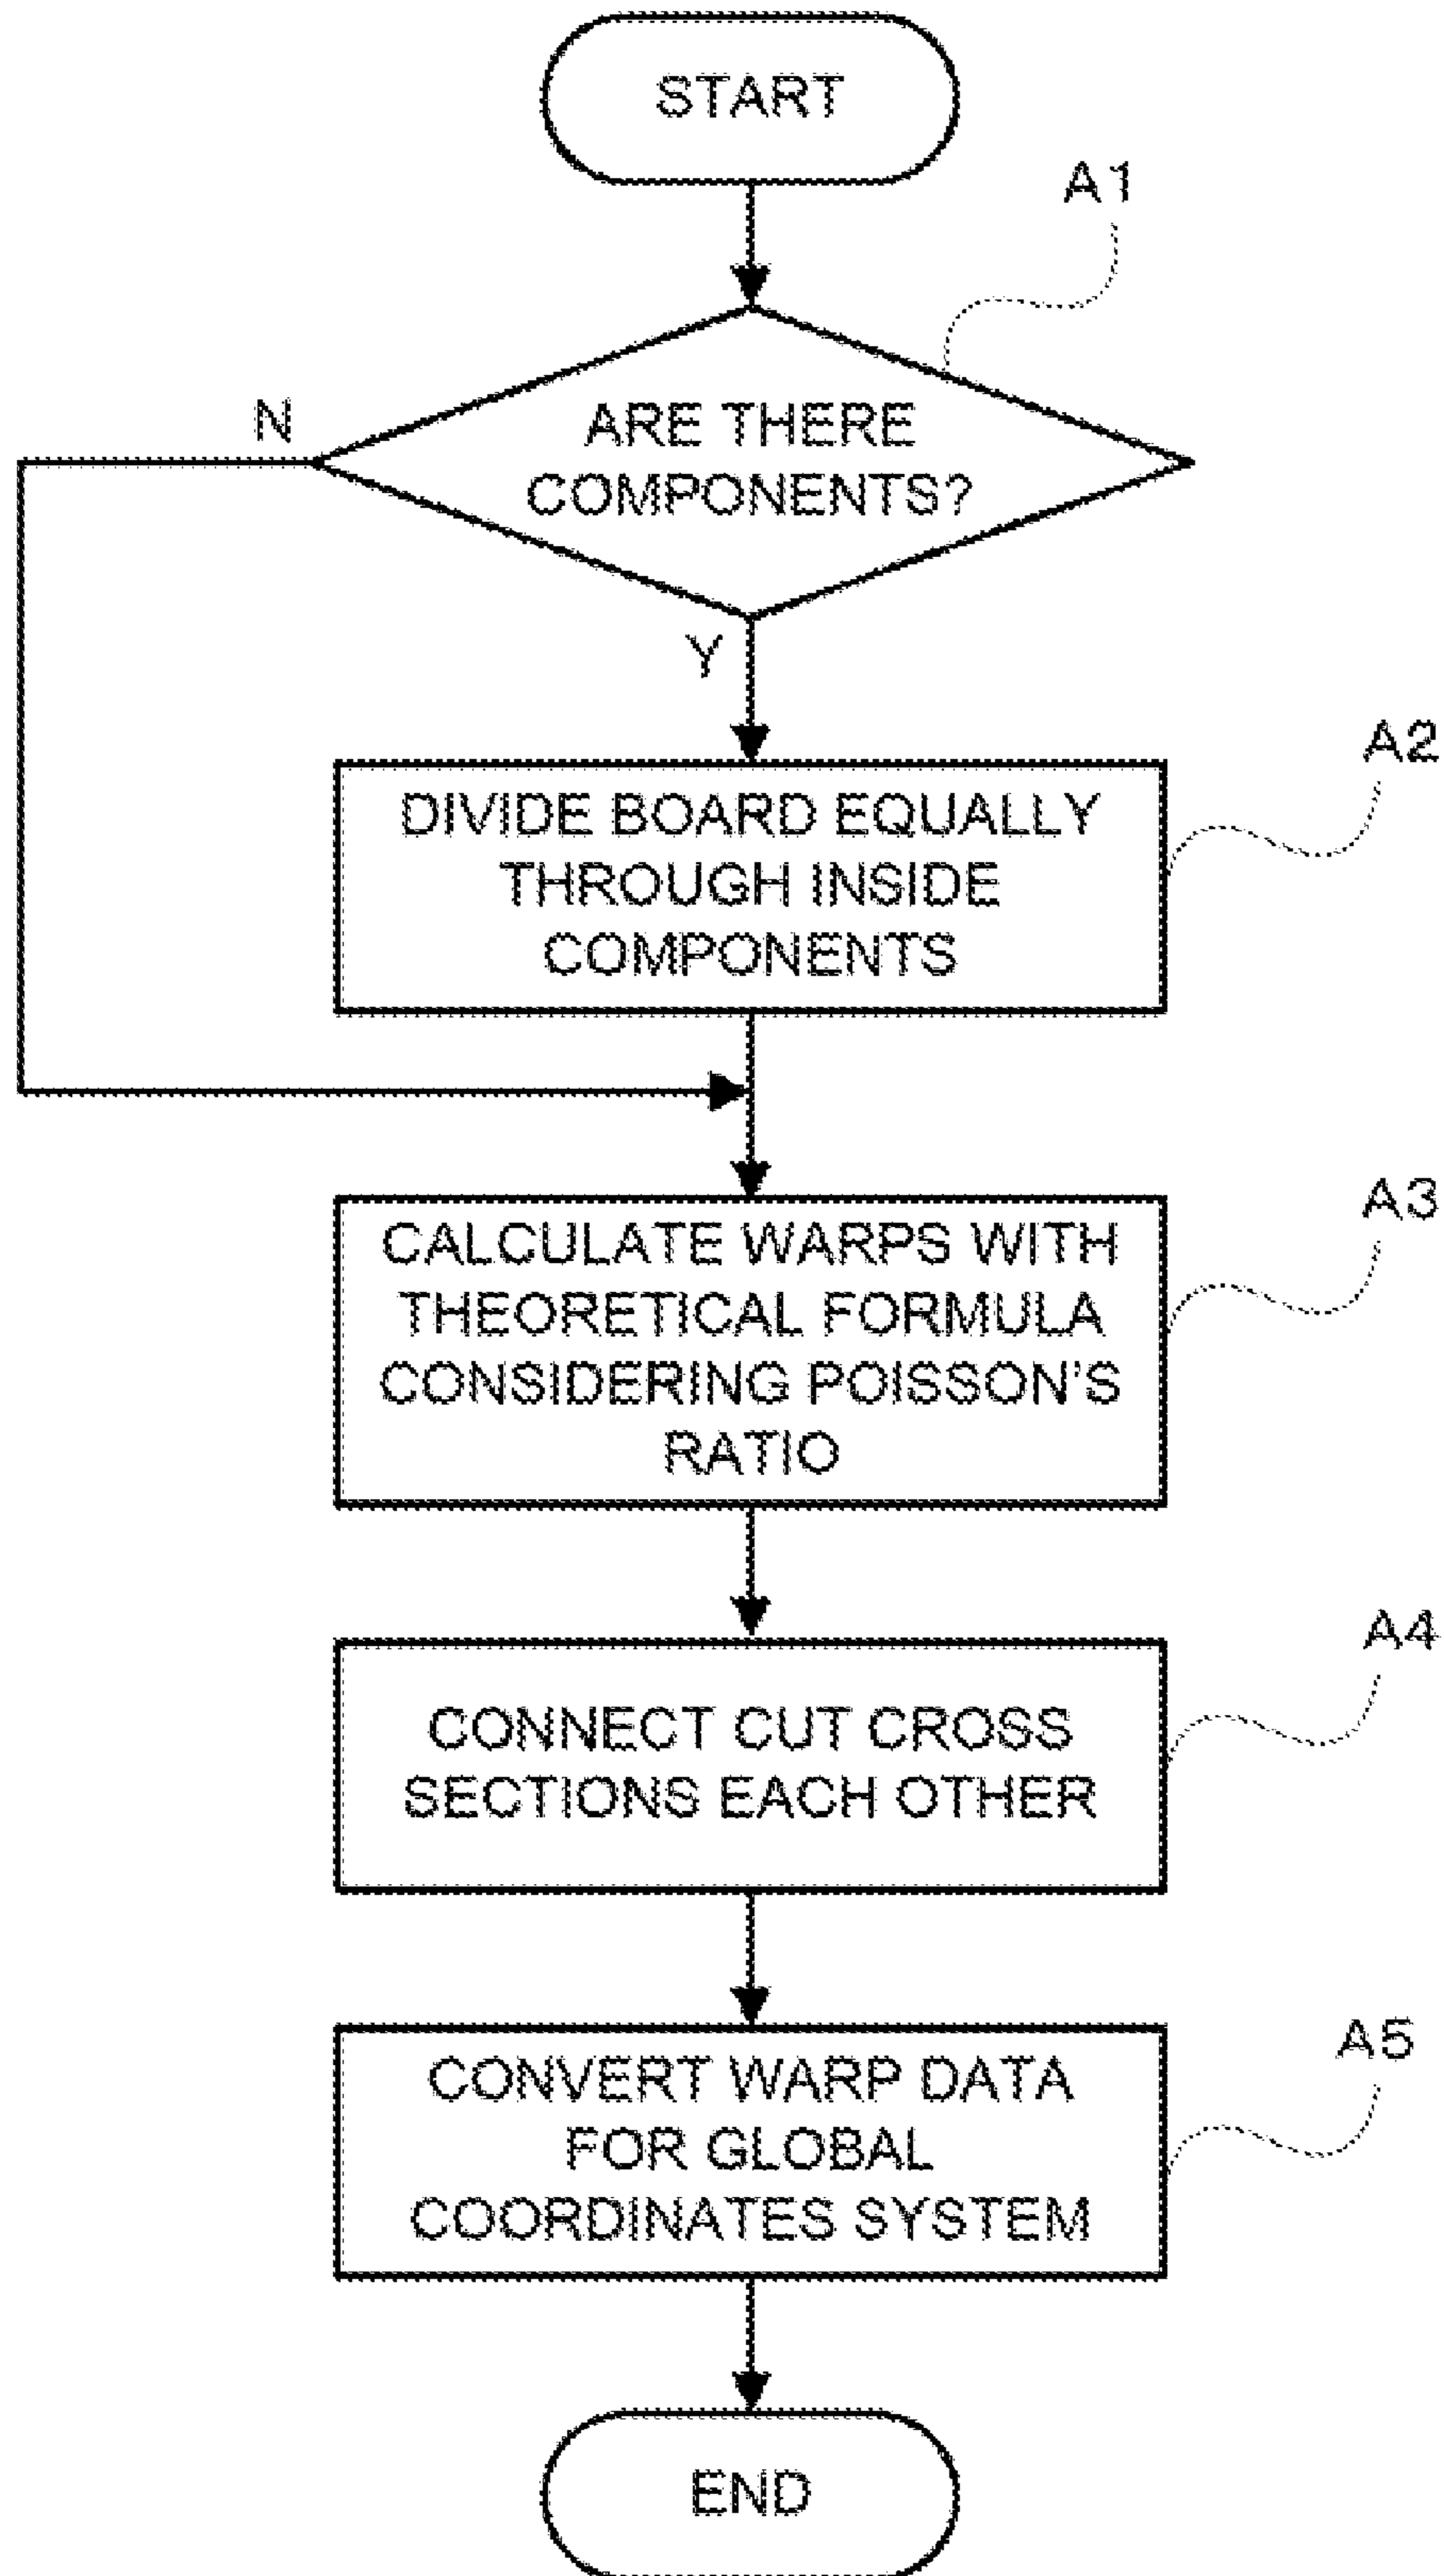 START
A1
N
ARE THERE
COMPONENTS?
Y
A2
DIVIDE BOARD EQUALLY
THROUGH INSIDE
COMPONENTS
A3
CALCULATE WARPS WITH
THEORETICAL FORMULA
CONSIDERING POISSON'S
RATIO
A4
CONNECT CUT CROSS
SECTIONS EACH OTHER
A5
CONVERT WARP DATA
FOR GLOBAL
COORDINATES SYSTEM
END